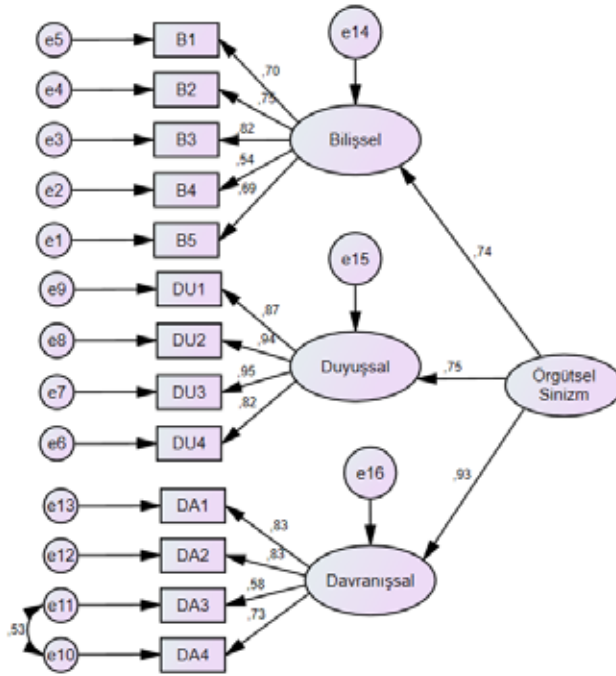 e14
e5 B1 ,70
e4 B2 ,75
e3 B3 ,82 Bilişsel
e2 B4 ,54
e1 B5 ,69
,74
e15
e9 DU1 ,87
e8 DU2 ,94
e7 DU3 ,95 Duyuşsal ,75
e6 DU4 ,82
Örgütsel
Sinizm
e16
,93
e13 DA1 ,83
e12 DA2 ,83
e11 DA3 ,58 Davranışsal
,53
e10 DA4 ,73